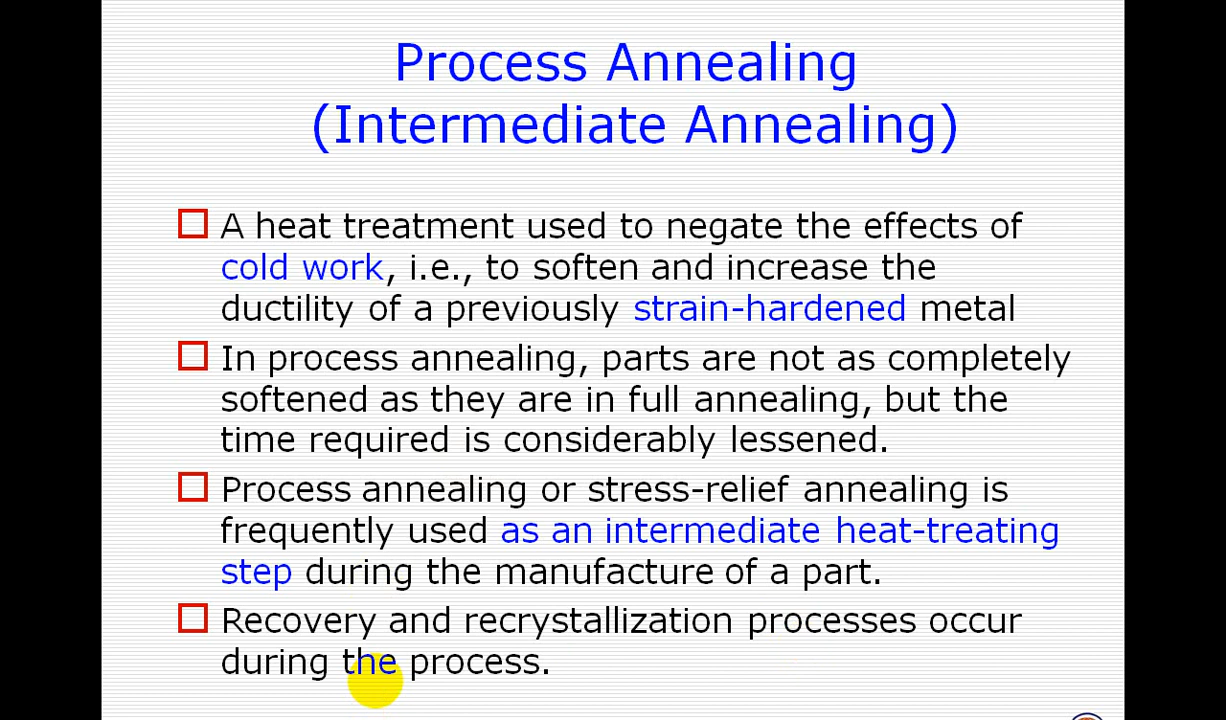 Process Annealing
(Intermediate Annealing)
A heat treatment used to negate the effects of
cold work, i.e., to soften and increase the
ductility of a previously strain-hardened metal
In process annealing, parts are not as completely
softened as they are in full annealing, but the
time required is considerably lessened.
Process annealing or stress-relief annealing is
frequently used as an intermediate heat-treating
step during the manufacture of a part.
Recovery and recrystallization processes occur
during the process.